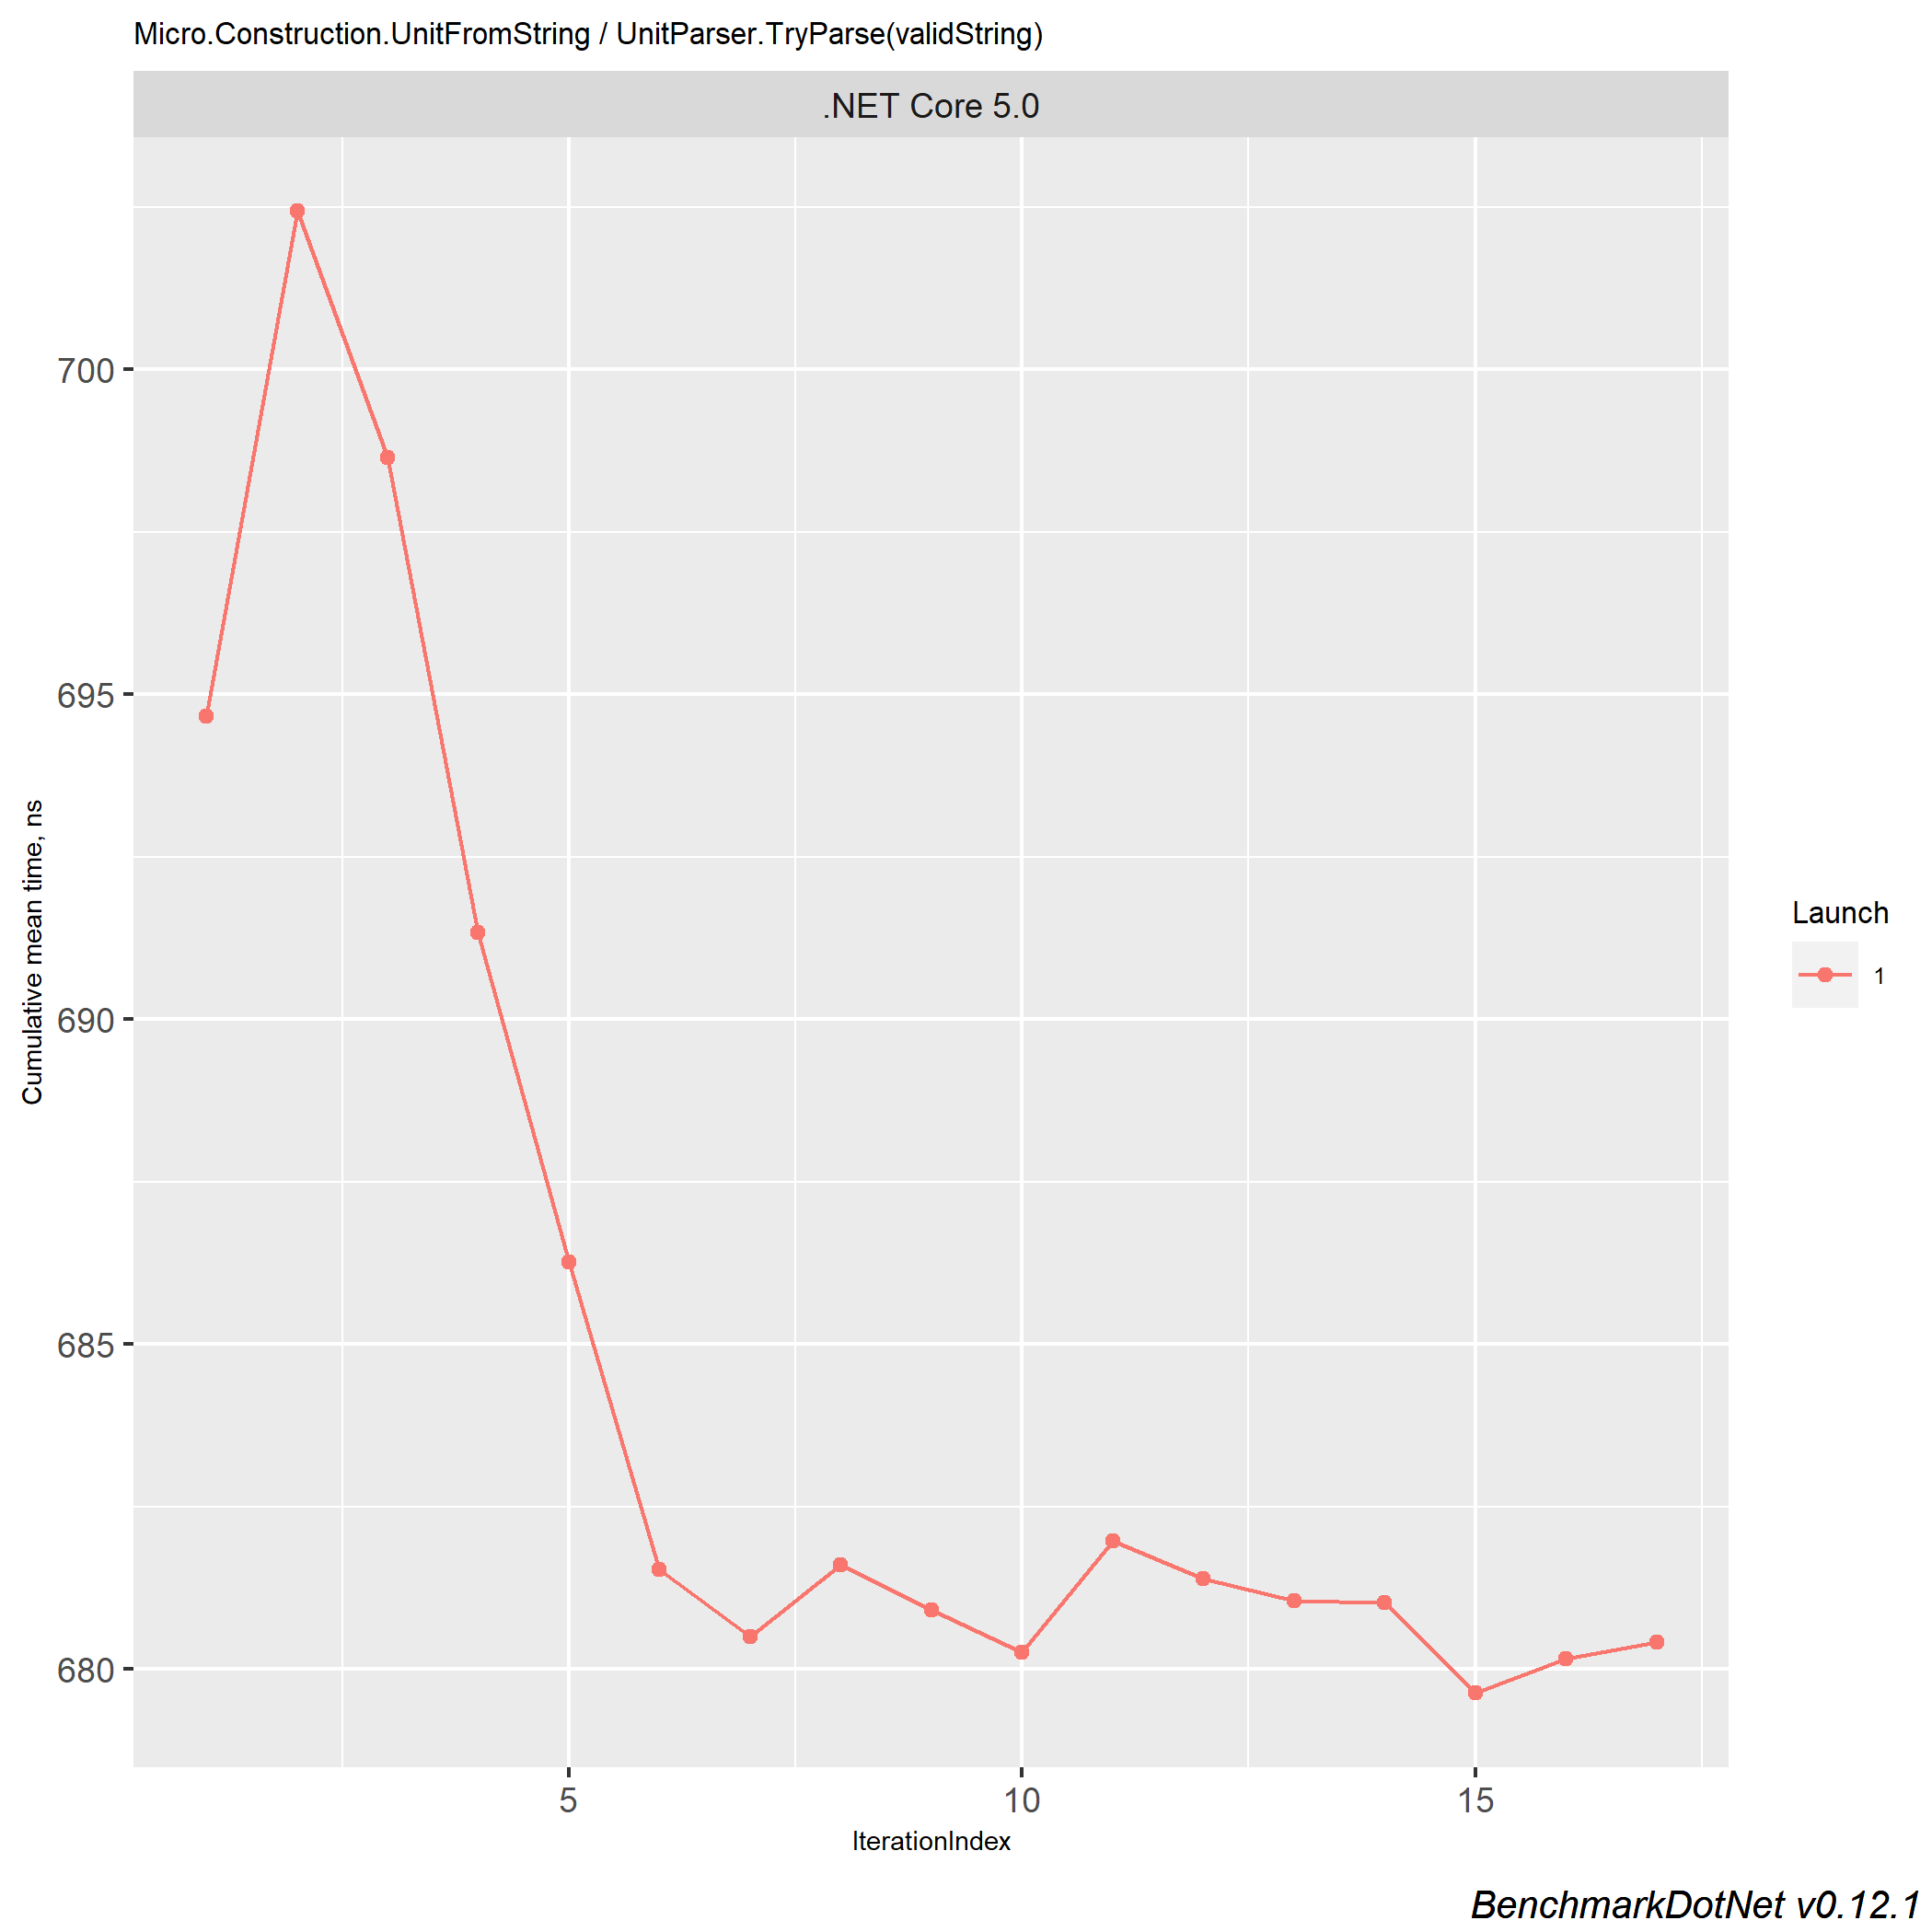 Micro.Construction.UnitFromString / UnitParser.TryParse(validString)
.NET Core 5.0
Cumulative mean time, ns
700
695
690
685
680
5 10 15
IterationIndex
Launch
1
BenchmarkDotNet v0.12.1